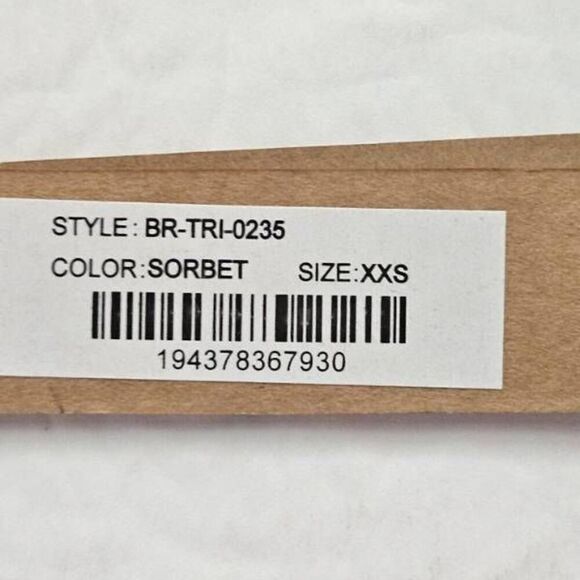 STYLE: BR-TRI-0235
COLOR:SORBET SIZE:XXS
194378367930